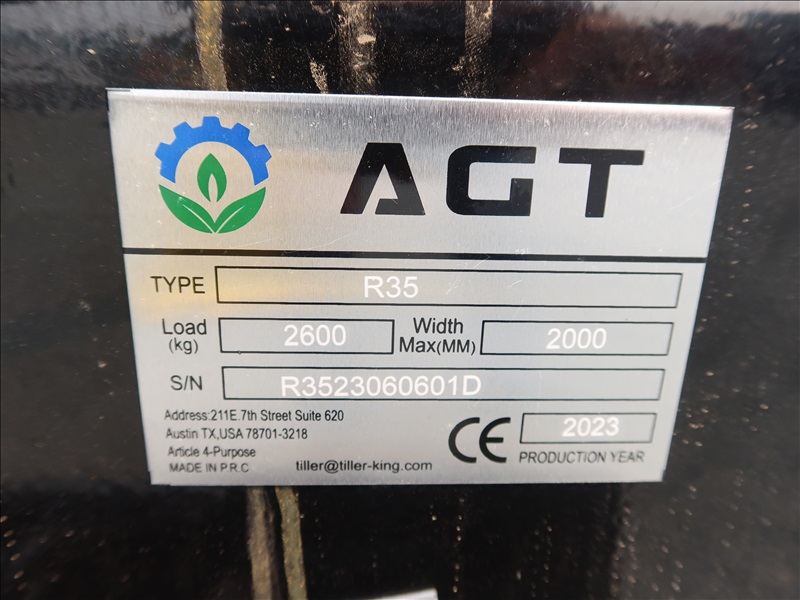 AGT
TYPE R35
Load (kg) 2600 Width Max(MM) 2000
S/N R3523060601D
Address:211E.7th Street Suite 620
Austin TX,USA 78701-3218
Article 4-Purpose
MADE IN P.R.C
tiller@tiller-king.com
CE 2023
PRODUCTION YEAR